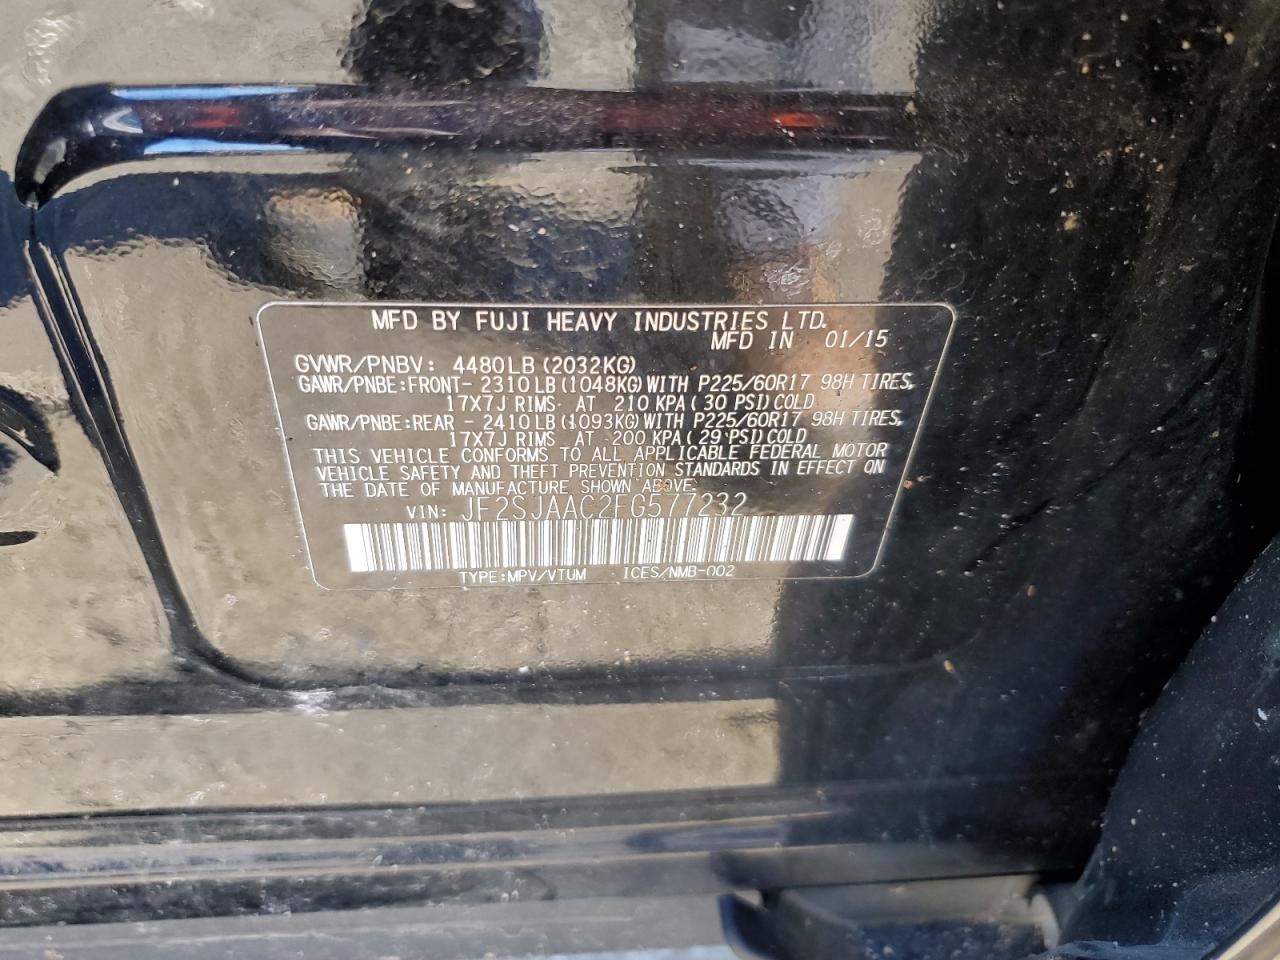 MFD BY FUJI HEAVY INDUSTRIES LTD.
MFD IN 01/15
GVWR/PNBV: 4480LB (2032KG)
GAWR/PNBE:FRONT- 2310LB (1048KG) WITH P225/60R17 98H TIRES,
17X7J RIMS AT 210 KPA (30 PSI) COLD
GAWR/PNBE:REAR - 2410LB (1093KG) WITH P225/60R17 98H TIRES,
17X7J RIMS AT 200 KPA (29 PSI) COLD
THIS VEHICLE CONFORMS TO ALL APPLICABLE FEDERAL MOTOR
VEHICLE SAFETY AND THEFT PREVENTION STANDARDS IN EFFECT ON
THE DATE OF MANUFACTURE SHOWN ABOVE.
VIN: JF2SJAAC2FG577232
TYPE:MPV/VTUM ICES/NMB-002